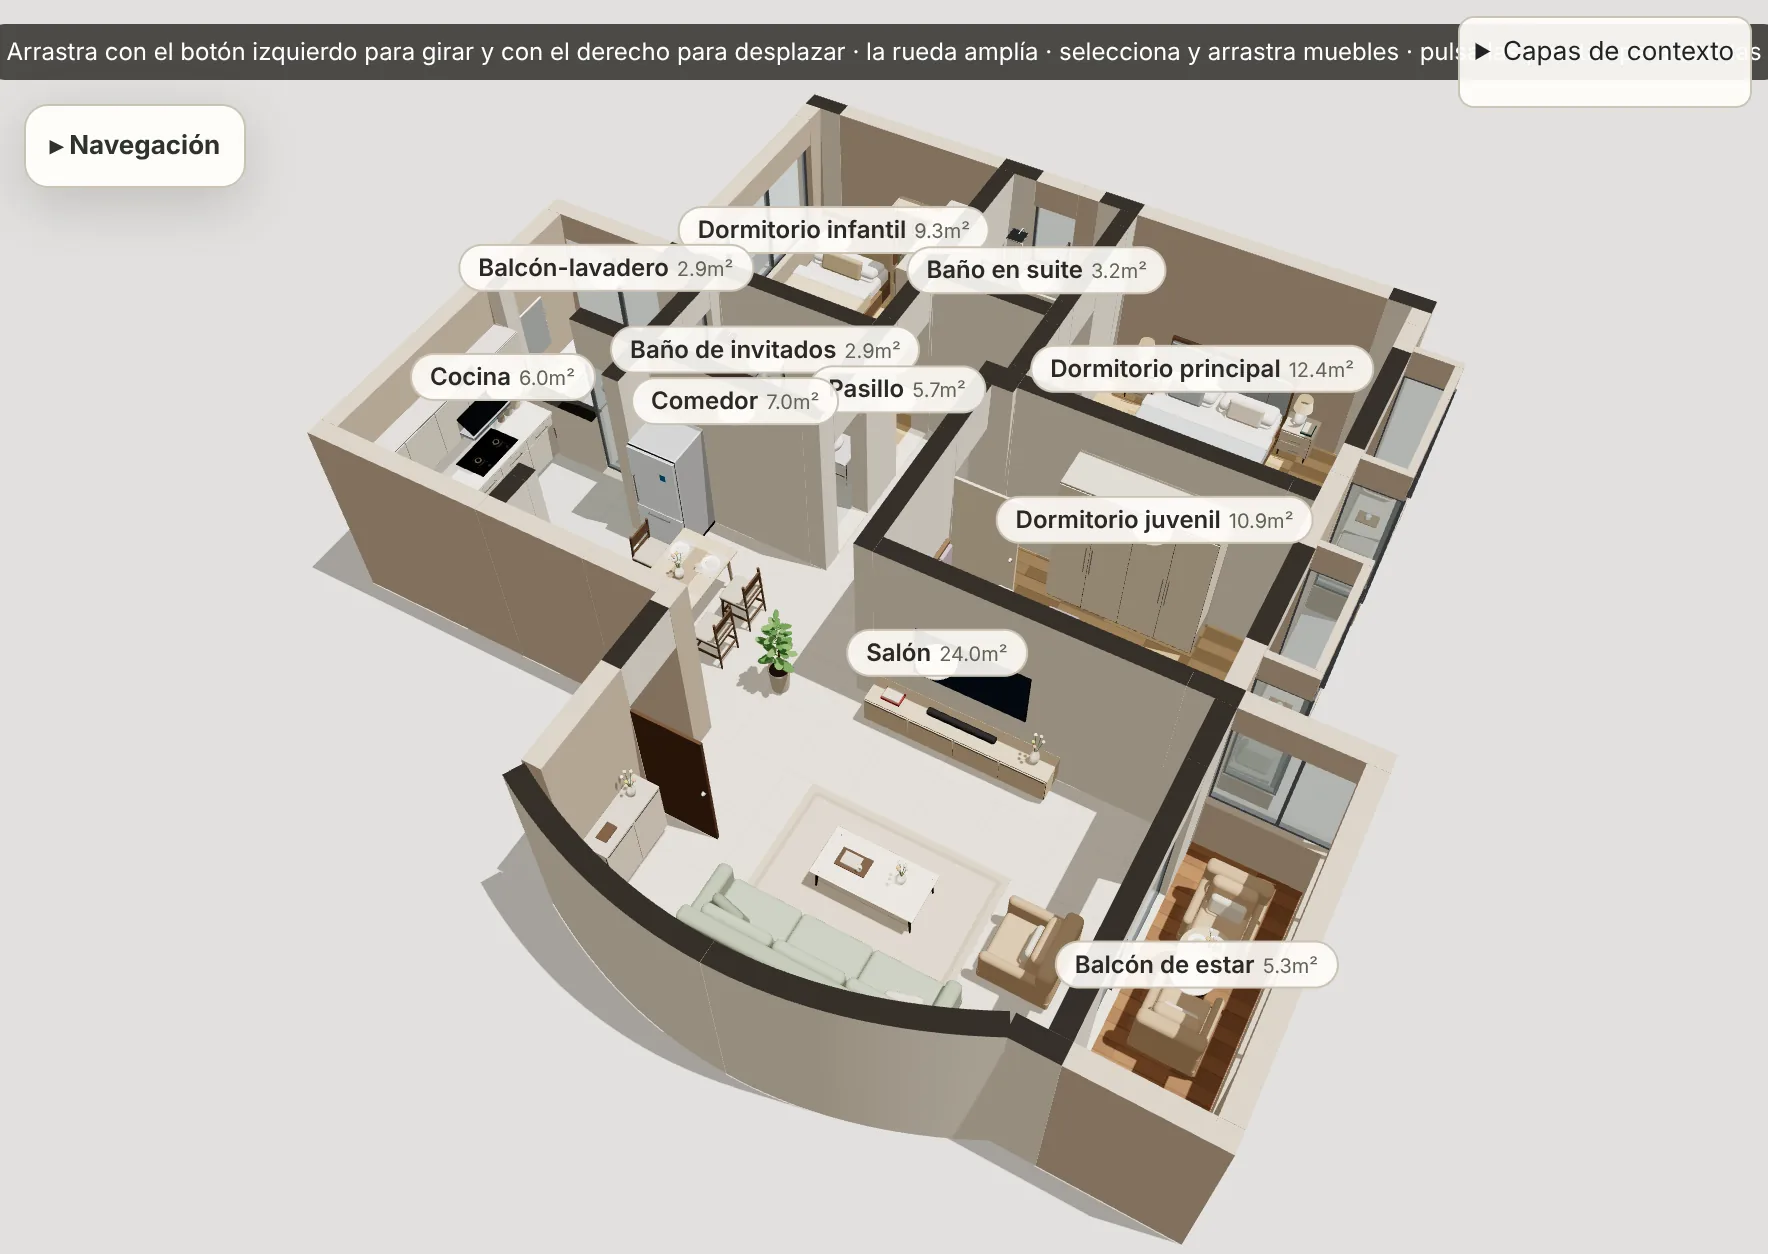 Arrastra con el botón izquierdo para girar y con el derecho para desplazar · la rueda amplía · selecciona y arrastra muebles ·
▶ Capas de contexto
▸ Navegación
Dormitorio infantil 9.3m²
Balcón-lavadero 2.9m²
Baño en suite 3.2m²
Baño de invitados 2.9m²
Cocina 6.0m²
Dormitorio principal 12.4m²
Pasillo 5.7m²
Comedor 7.0m²
Dormitorio juvenil 10.9m²
Salón 24.0m²
Balcón de estar 5.3m²